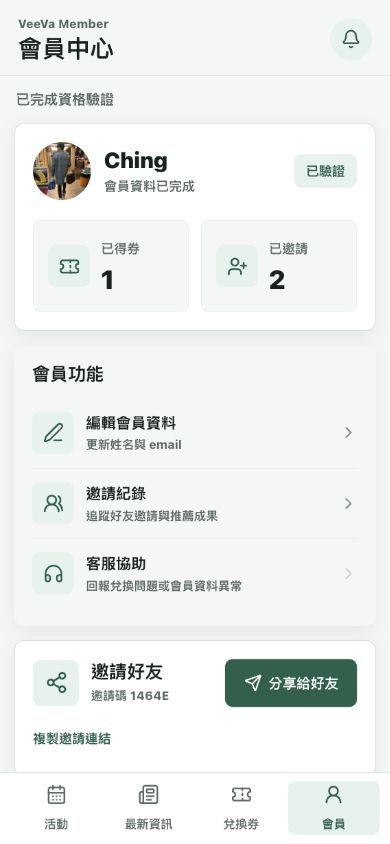 VeeVa Member
會員中心
已完成資格驗證
Ching
會員資料已完成
已驗證
已得券
1
已邀請
2
會員功能
編輯會員資料
更新姓名與 email
邀請紀錄
追蹤好友邀請與推薦成果
客服協助
回報兌換問題或會員資料異常
邀請好友
邀請碼 1464E
分享給好友
複製邀請連結
活動
最新資訊
兌換券
會員